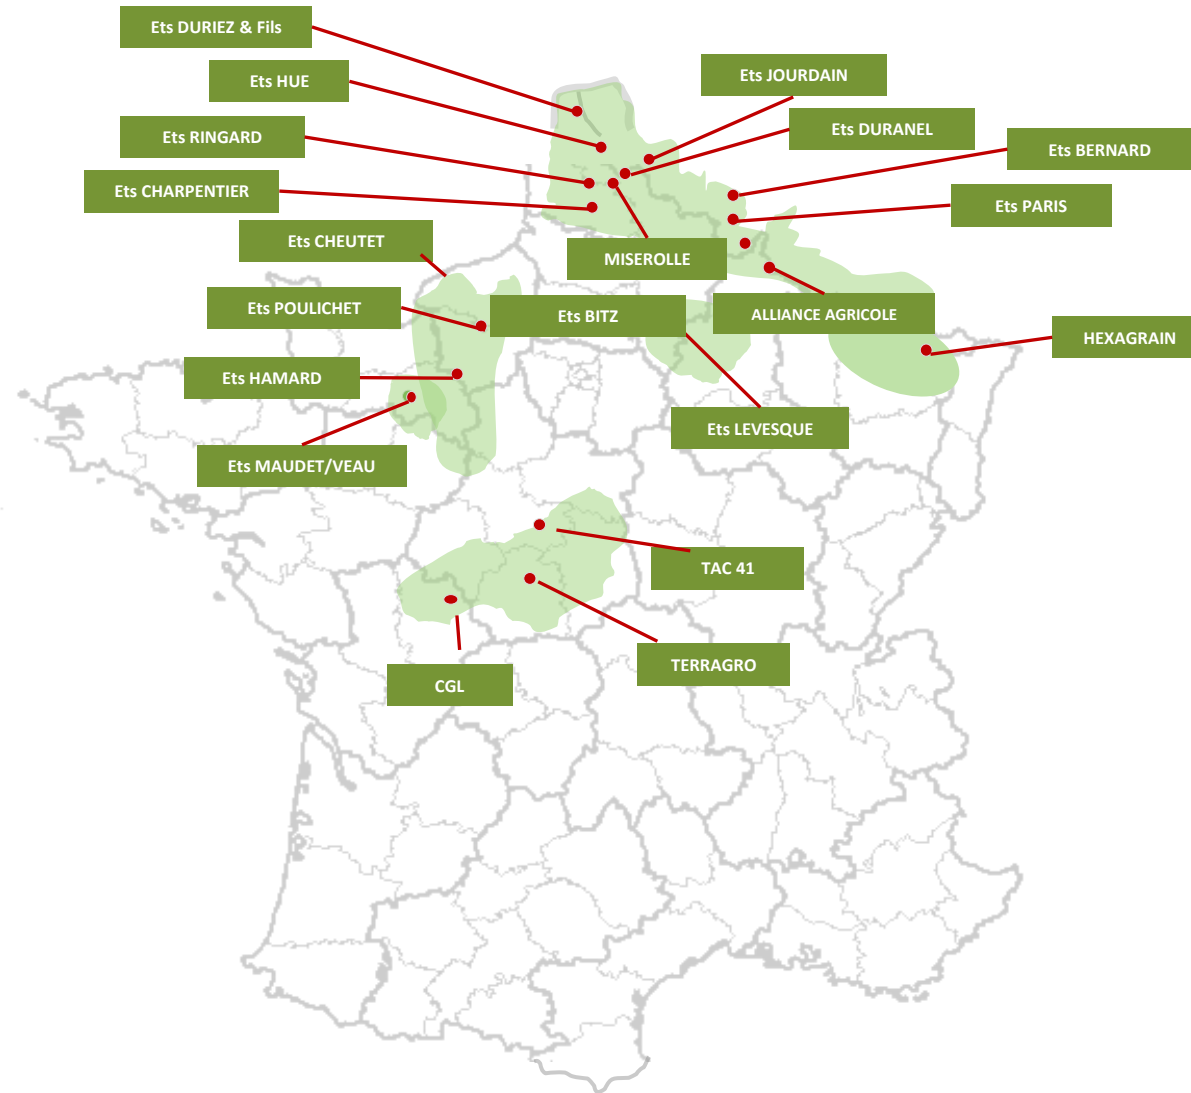 Ets DURIEZ & Fils
Ets HUE
Ets JOURDAIN
Ets RINGARD
Ets DURANEL
Ets BERNARD
Ets CHARPENTIER
Ets PARIS
Ets CHEUTET
MISEROLLE
Ets POULICHET
Ets BITZ
ALLIANCE AGRICOLE
HEXAGRAIN
Ets HAMARD
Ets LEVESQUE
Ets MAUDET/VEAU
TAC 41
TERRAGRO
CGL